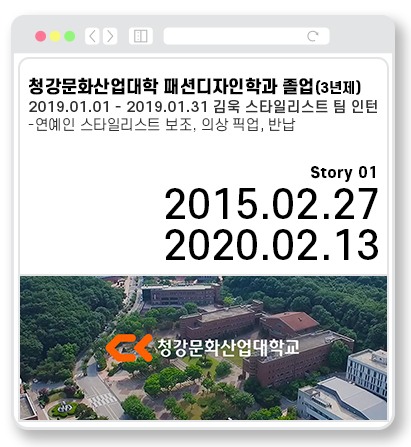 청강문화산업대학 패션디자인학과 졸업(3년제)
2019.01.01 - 2019.01.31 김욱 스타일리스트 팀 인턴
-연예인 스타일리스트 보조, 의상 픽업, 반납
Story 01
2015.02.27
2020.02.13
청강문화산업대학교